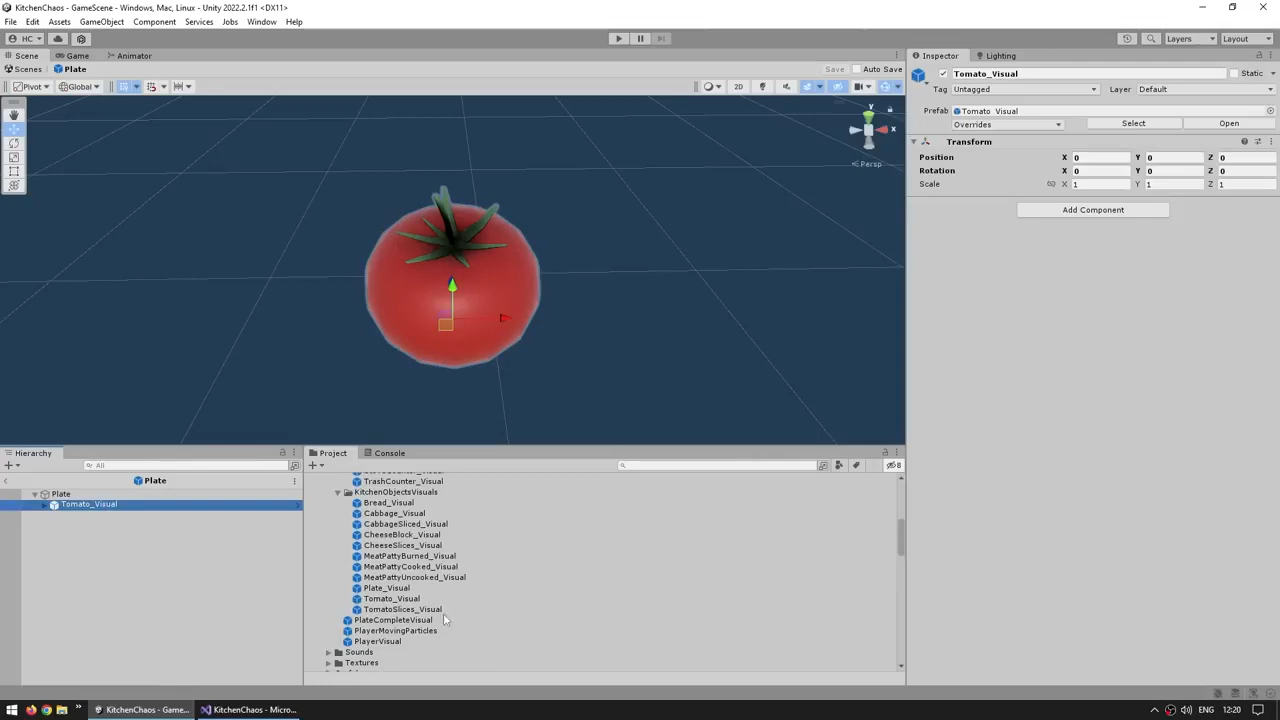 KitchenChaos - GameScene - Windows, Mac, Linux - Unity 2022.2.1f1 <DX11>
File Edit Assets GameObject Component Services Jobs Window Help
HC Layers Layout
Scene Game Animator
Scenes Plate Save Auto Save
Pivot Global 2D
y
x
Persp
Inspector Lighting
Tomato_Visual Static
Tag Untagged Layer Default
Prefab Tomato_Visual
Overrides Select Open
Transform
Position X 0 Y 0 Z 0
Rotation X 0 Y 0 Z 0
Scale X 1 Y 1 Z 1
Add Component
Hierarchy
All
Plate
Plate
Tomato_Visual
Project Console
8
TrashCounter_Visual
KitchenObjectsVisuals
Bread_Visual
Cabbage_Visual
CabbageSliced_Visual
CheeseBlock_Visual
CheeseSlices_Visual
MeatPattyBurned_Visual
MeatPattyCooked_Visual
MeatPattyUncooked_Visual
Plate_Visual
Tomato_Visual
TomatoSlices_Visual
PlateCompleteVisual
PlayerMovingParticles
PlayerVisual
Sounds
Textures
KitchenChaos - Game... KitchenChaos - Micro... ENG 12:20